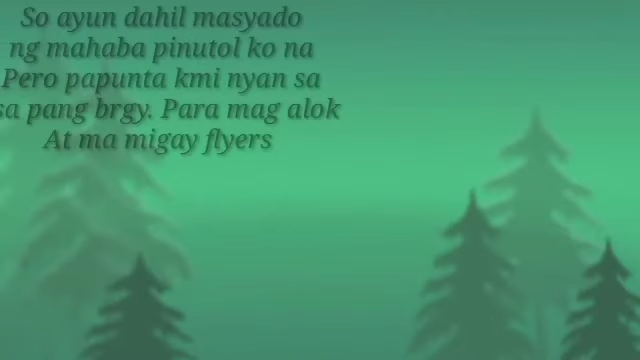 So ayun dahil masyado
ng mahaba pinutol ko na
Pero papunta kmi nyan sa
sa pang brgy. Para mag alok
At ma migay flyers